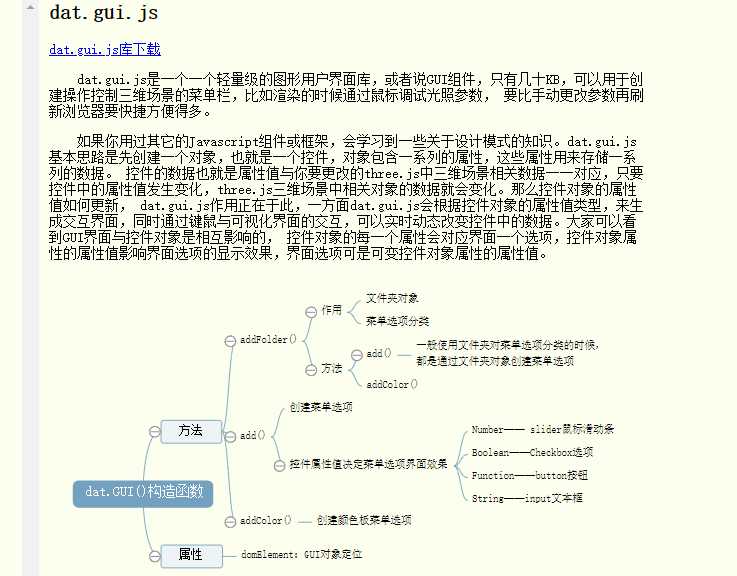 dat.gui.js
dat.gui.js库下载
dat.gui.js是一个一个轻量级的图形用户界面库，或者说GUI组件，只有几十KB，可以用于创
建操作控制三维场景的菜单栏，比如渲染的时候通过鼠标调试光照参数， 要比手动更改参数再刷
新浏览器要快捷方便得多。
如果你用过其它的Javascript组件或框架，会学习到一些关于设计模式的知识。dat.gui.js
基本思路是先创建一个对象，也就是一个控件，对象包含一系列的属性，这些属性用来存储一系
列的数据。 控件的数据也就是属性值与你要更改的three.js中三维场景相关数据一一对应，只要
控件中的属性值发生变化，three.js三维场景中相关对象的数据就会变化。那么控件对象的属性
值如何更新， dat.gui.js作用正在于此，一方面dat.gui.js会根据控件对象的属性值类型，来生
成交互界面，同时通过键鼠与可视化界面的交互，可以实时动态改变控件中的数据。大家可以看
到GUI界面与控件对象是相互影响的， 控件对象的每一个属性会对应界面一个选项，控件对象属
性的属性值影响界面选项的显示效果，界面选项可是可变控件对象属性的属性值。
dat.GUI()构造函数
方法
addFolder()
作用
文件夹对象
菜单选项分类
方法
add()
一般使用文件夹对菜单选项分类的时候，
都是通过文件夹对象创建菜单选项
addColor()
add()
创建菜单选项
控件属性值决定菜单选项界面效果
Number—— slider鼠标滑动条
Boolean——Checkbox选项
Function——button按钮
String——input文本框
addColor()
创建颜色板菜单选项
属性
domElement：GUI对象定位